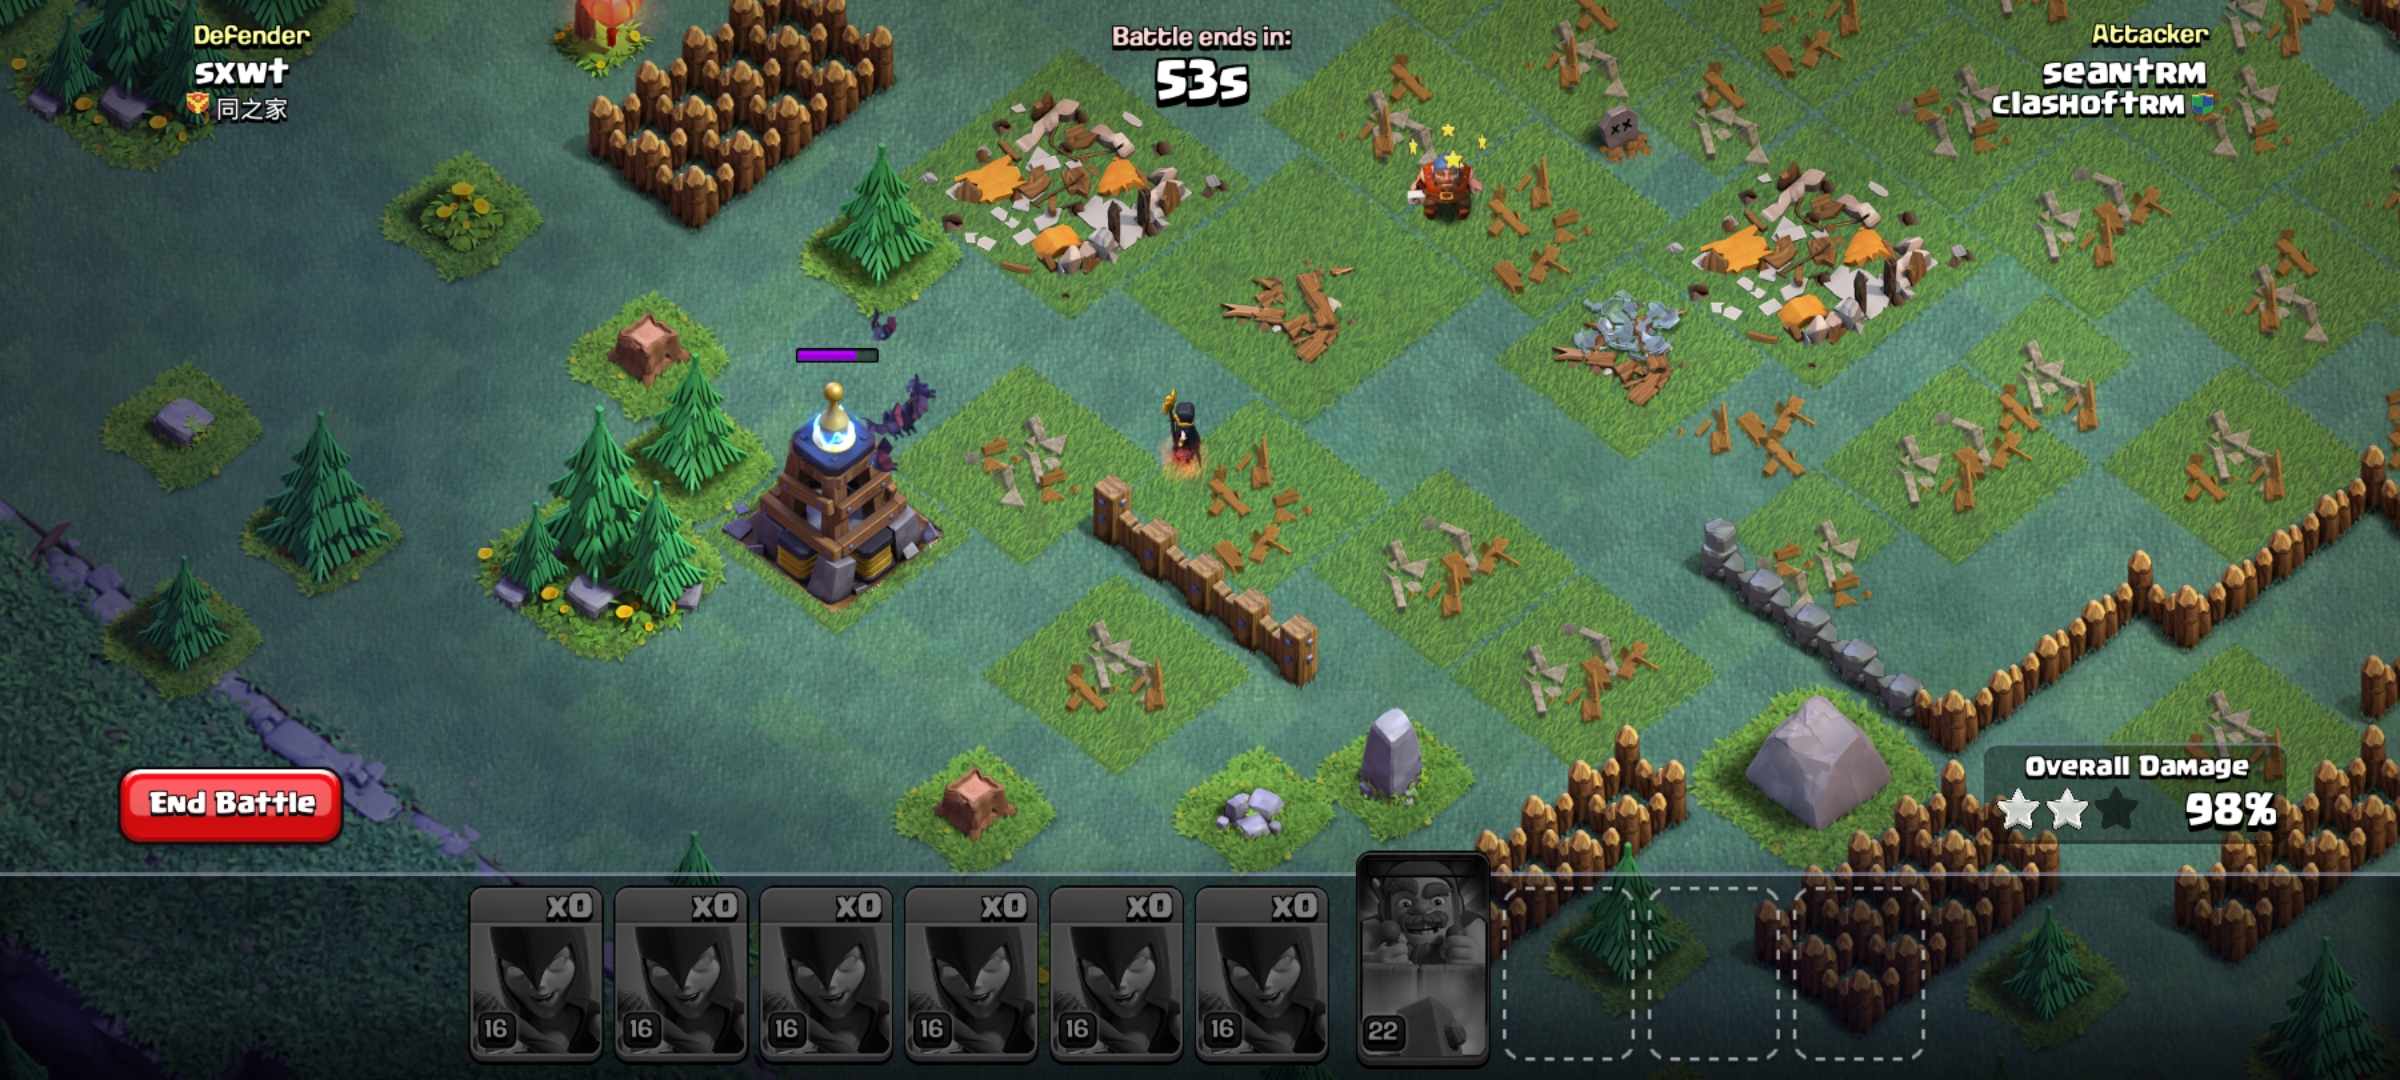 Defender
sxwt
同之家
Battle ends in:
53s
Attacker
seantRM
clashoftRM
End Battle
Overall Damage
98%
x0
x0
x0
x0
x0
x0
16
16
16
16
16
16
22